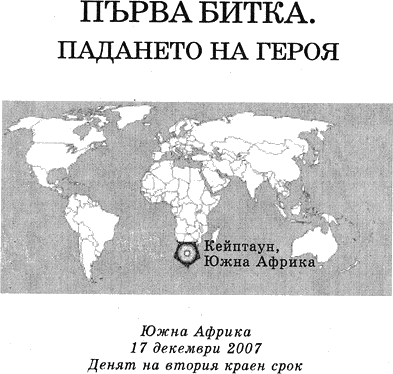 ПЪРВА БИТКА.
ПАДАНЕТО НА ГЕРОЯ
Кейптаун,
Южна Африка
Южна Африка
17 декември 2007
Денят на втория краен срок